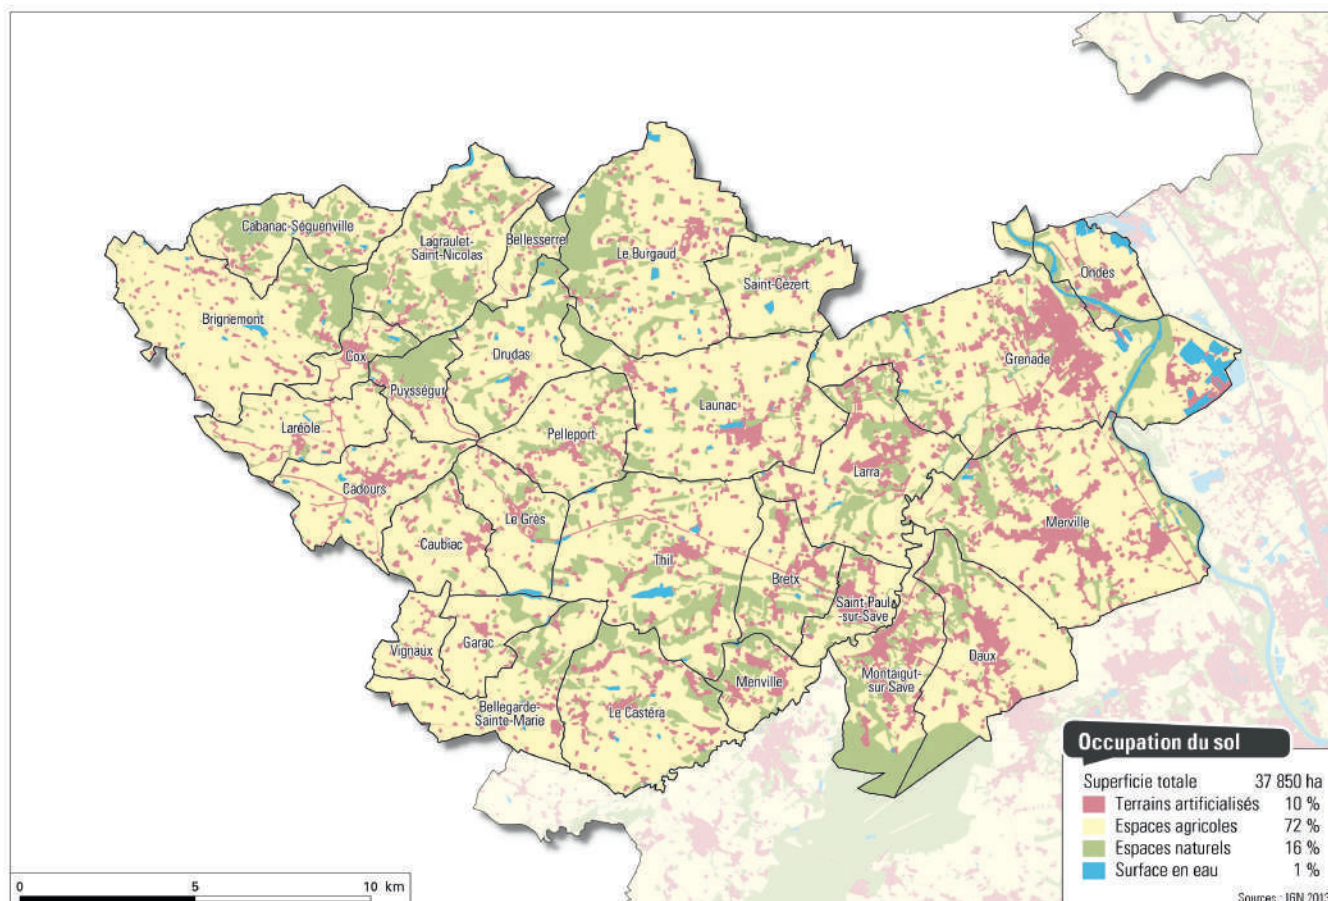 Cabanac-Séguenville
Lagraulet-
Saint-Nicolas
Bellesserre
Le Burgaud
Saint-Cézert
Ondes
Brignemont
Cox
Puysségur
Drudas
Grenade
Launac
Laréole
Pelleport
Larra
Cadours
Le Grès
Caubiac
Merville
Thil
Bretx
Saint-Paul
-sur-Save
Vignaux
Garac
Menville
Montaigut-
sur-Save
Daux
Bellegarde-
Sainte-Marie
Le Castéra
Occupation du sol
Superficie totale 37 850 ha
Terrains artificialisés 10 %
Espaces agricoles 72 %
Espaces naturels 16 %
Surface en eau 1 %
Sources : IGN 2013
0 5 10 km